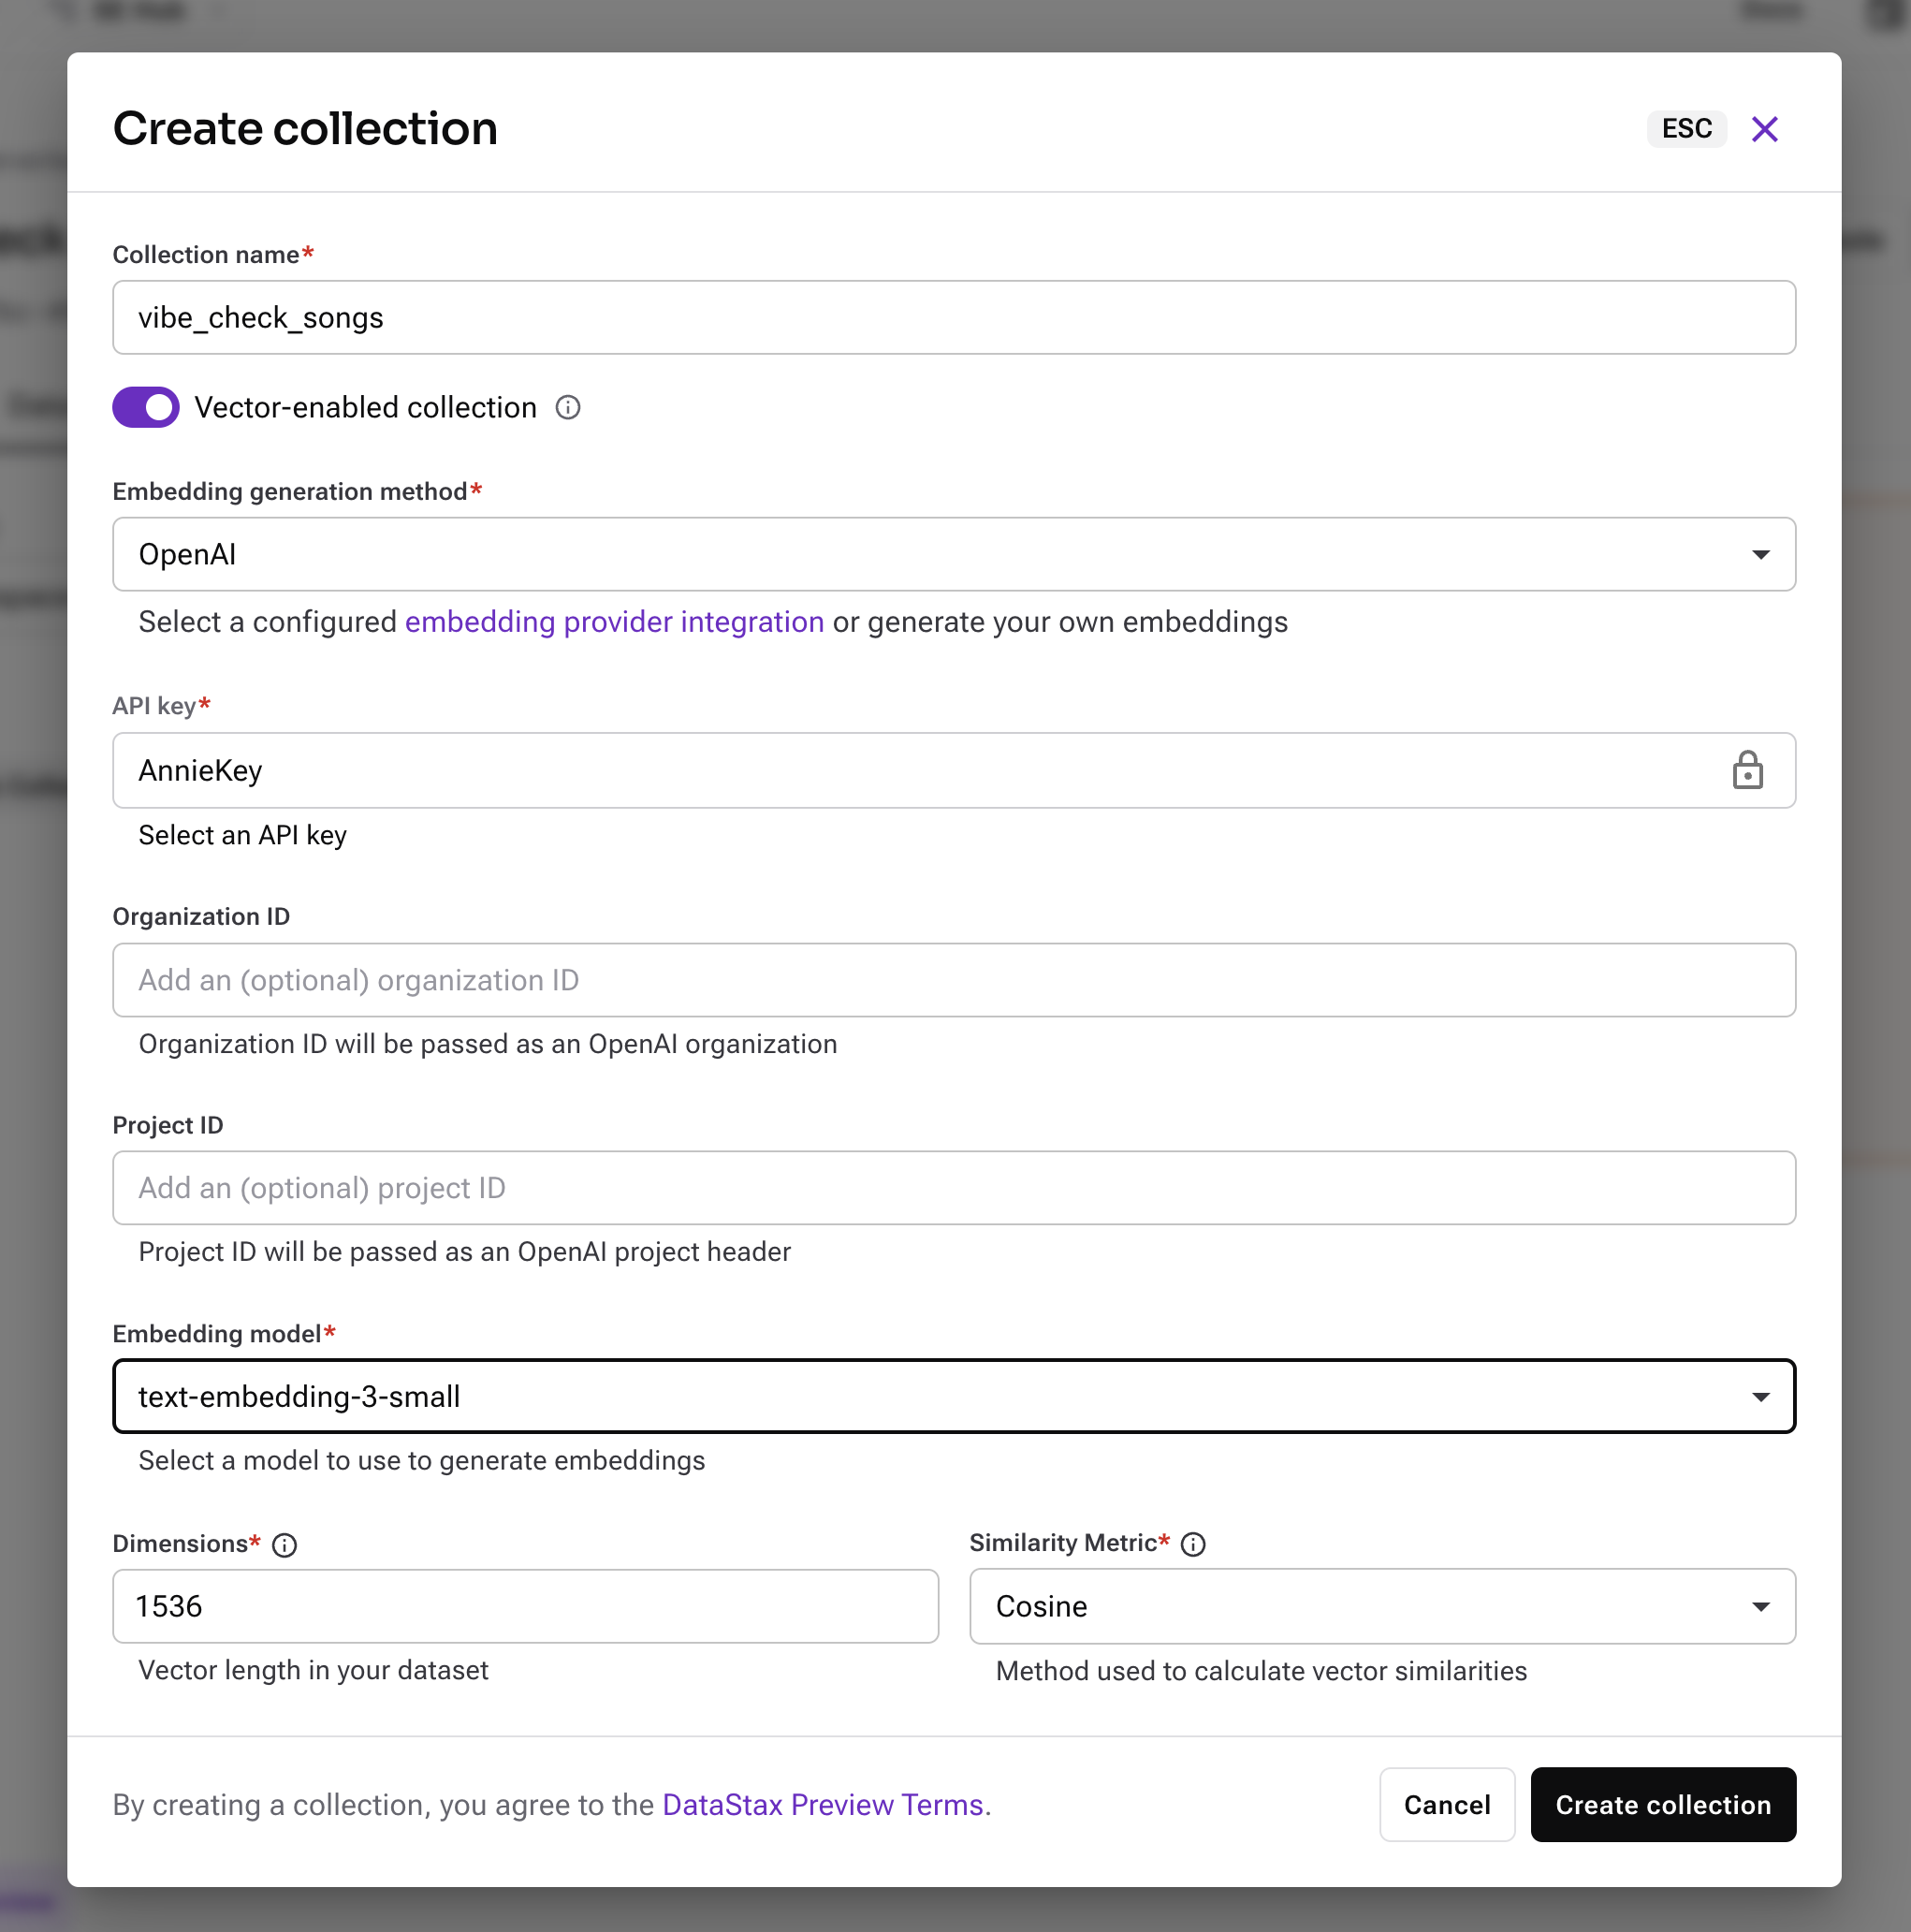 Create collection
ESC
Collection name*
vibe_check_songs
Vector-enabled collection
Embedding generation method*
OpenAI
Select a configured embedding provider integration or generate your own embeddings
API key*
AnnieKey
Select an API key
Organization ID
Add an (optional) organization ID
Organization ID will be passed as an OpenAI organization
Project ID
Add an (optional) project ID
Project ID will be passed as an OpenAI project header
Embedding model*
text-embedding-3-small
Select a model to use to generate embeddings
Dimensions*
1536
Vector length in your dataset
Similarity Metric*
Cosine
Method used to calculate vector similarities
By creating a collection, you agree to the DataStax Preview Terms.
Cancel
Create collection